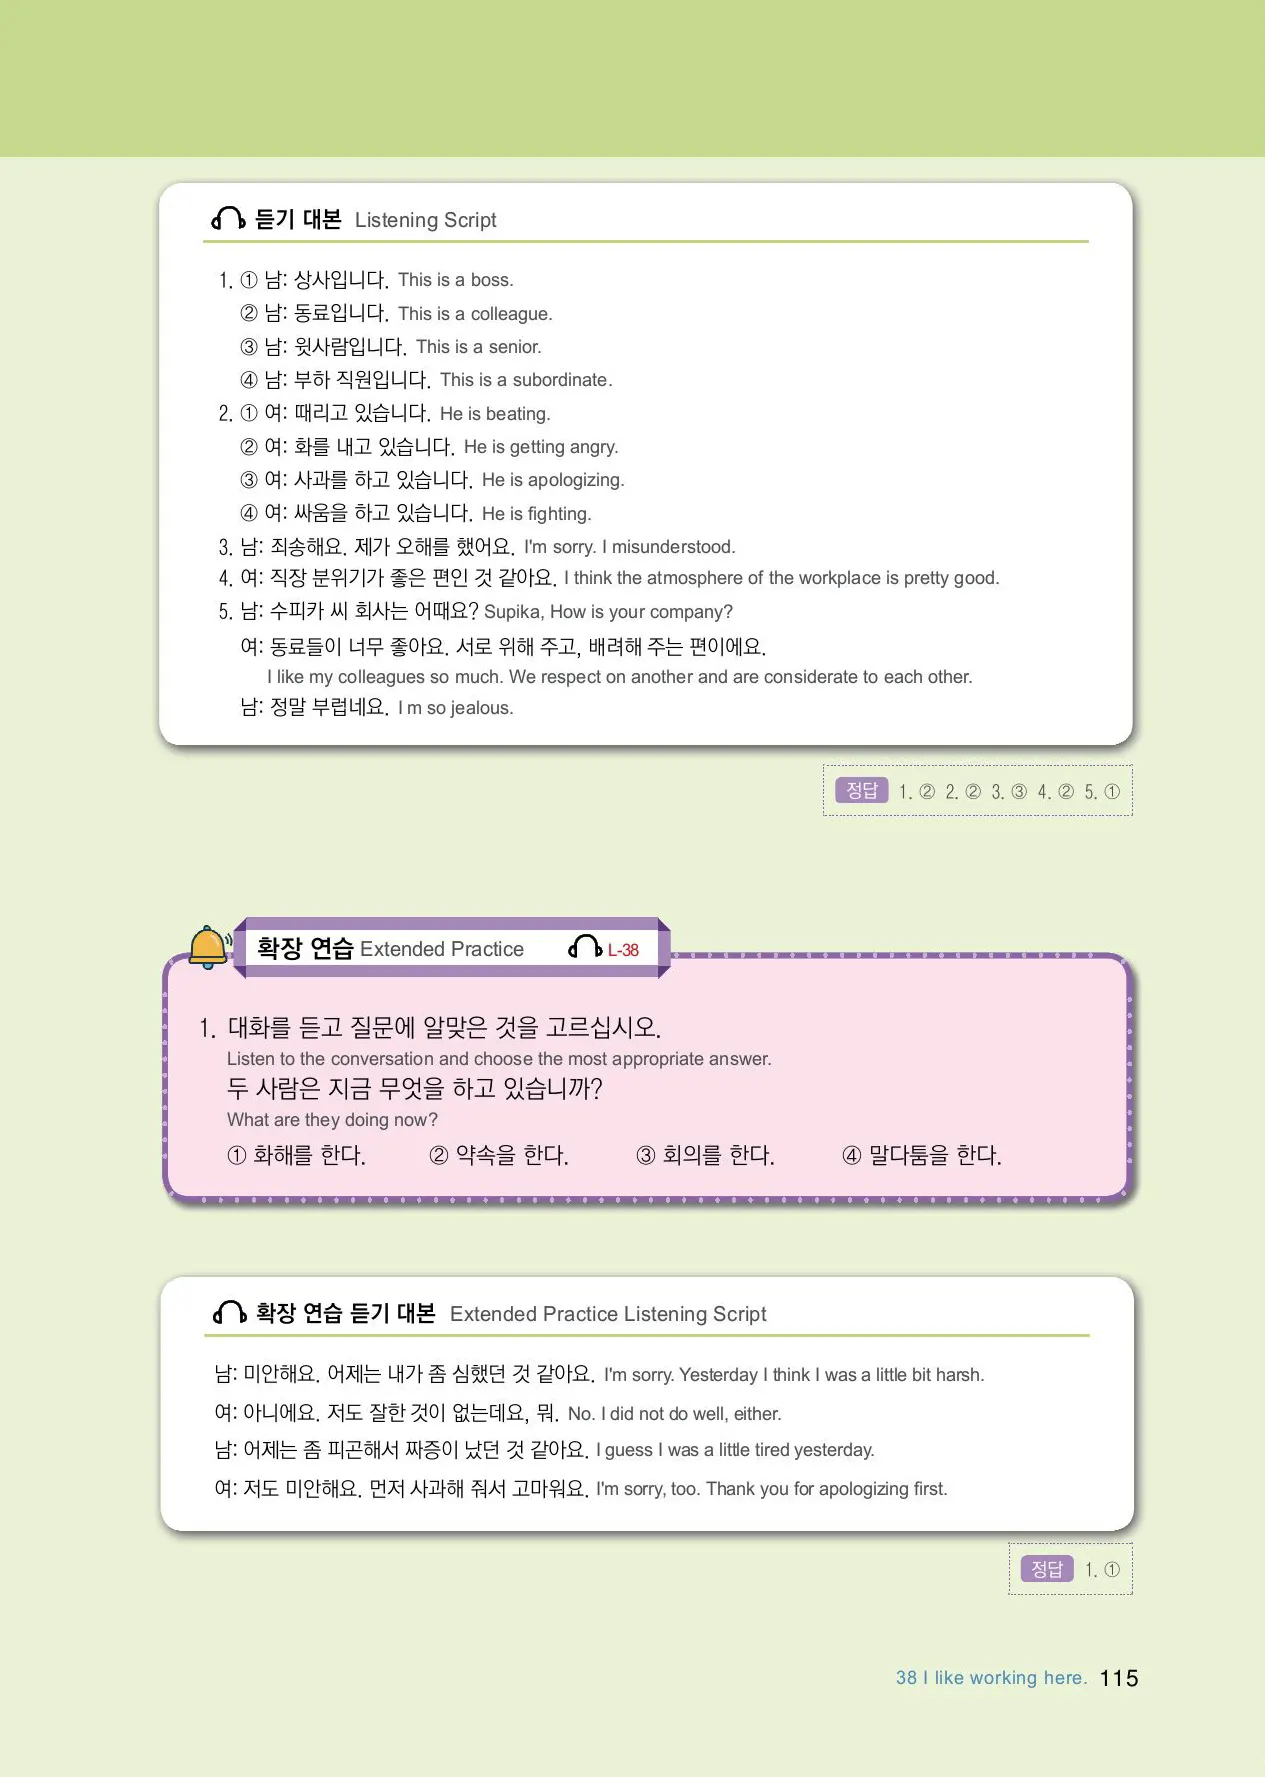 듣기 대본 Listening Script
1. ① 남: 상사입니다. This is a boss.
② 남: 동료입니다. This is a colleague.
③ 남: 윗사람입니다. This is a senior.
④ 남: 부하 직원입니다. This is a subordinate.
2. ① 여: 때리고 있습니다. He is beating.
② 여: 화를 내고 있습니다. He is getting angry.
③ 여: 사과를 하고 있습니다. He is apologizing.
④ 여: 싸움을 하고 있습니다. He is fighting.
3. 남: 죄송해요. 제가 오해를 했어요. I'm sorry. I misunderstood.
4. 여: 직장 분위기가 좋은 편인 것 같아요. I think the atmosphere of the workplace is pretty good.
5. 남: 수피카 씨 회사는 어때요? Supika, How is your company?
여: 동료들이 너무 좋아요. 서로 위해 주고, 배려해 주는 편이에요.
I like my colleagues so much. We respect on another and are considerate to each other.
남: 정말 부럽네요. I m so jealous.
정답 1. ② 2. ② 3. ③ 4. ② 5. ①
확장 연습 Extended Practice L-38
1. 대화를 듣고 질문에 알맞은 것을 고르십시오.
Listen to the conversation and choose the most appropriate answer.
두 사람은 지금 무엇을 하고 있습니까?
What are they doing now?
① 화해를 한다. ② 약속을 한다. ③ 회의를 한다. ④ 말다툼을 한다.
확장 연습 듣기 대본 Extended Practice Listening Script
남: 미안해요. 어제는 내가 좀 심했던 것 같아요. I'm sorry. Yesterday I think I was a little bit harsh.
여: 아니에요. 저도 잘한 것이 없는데요, 뭐. No. I did not do well, either.
남: 어제는 좀 피곤해서 짜증이 났던 것 같아요. I guess I was a little tired yesterday.
여: 저도 미안해요. 먼저 사과해 줘서 고마워요. I'm sorry, too. Thank you for apologizing first.
정답 1. ①
38 I like working here. 115